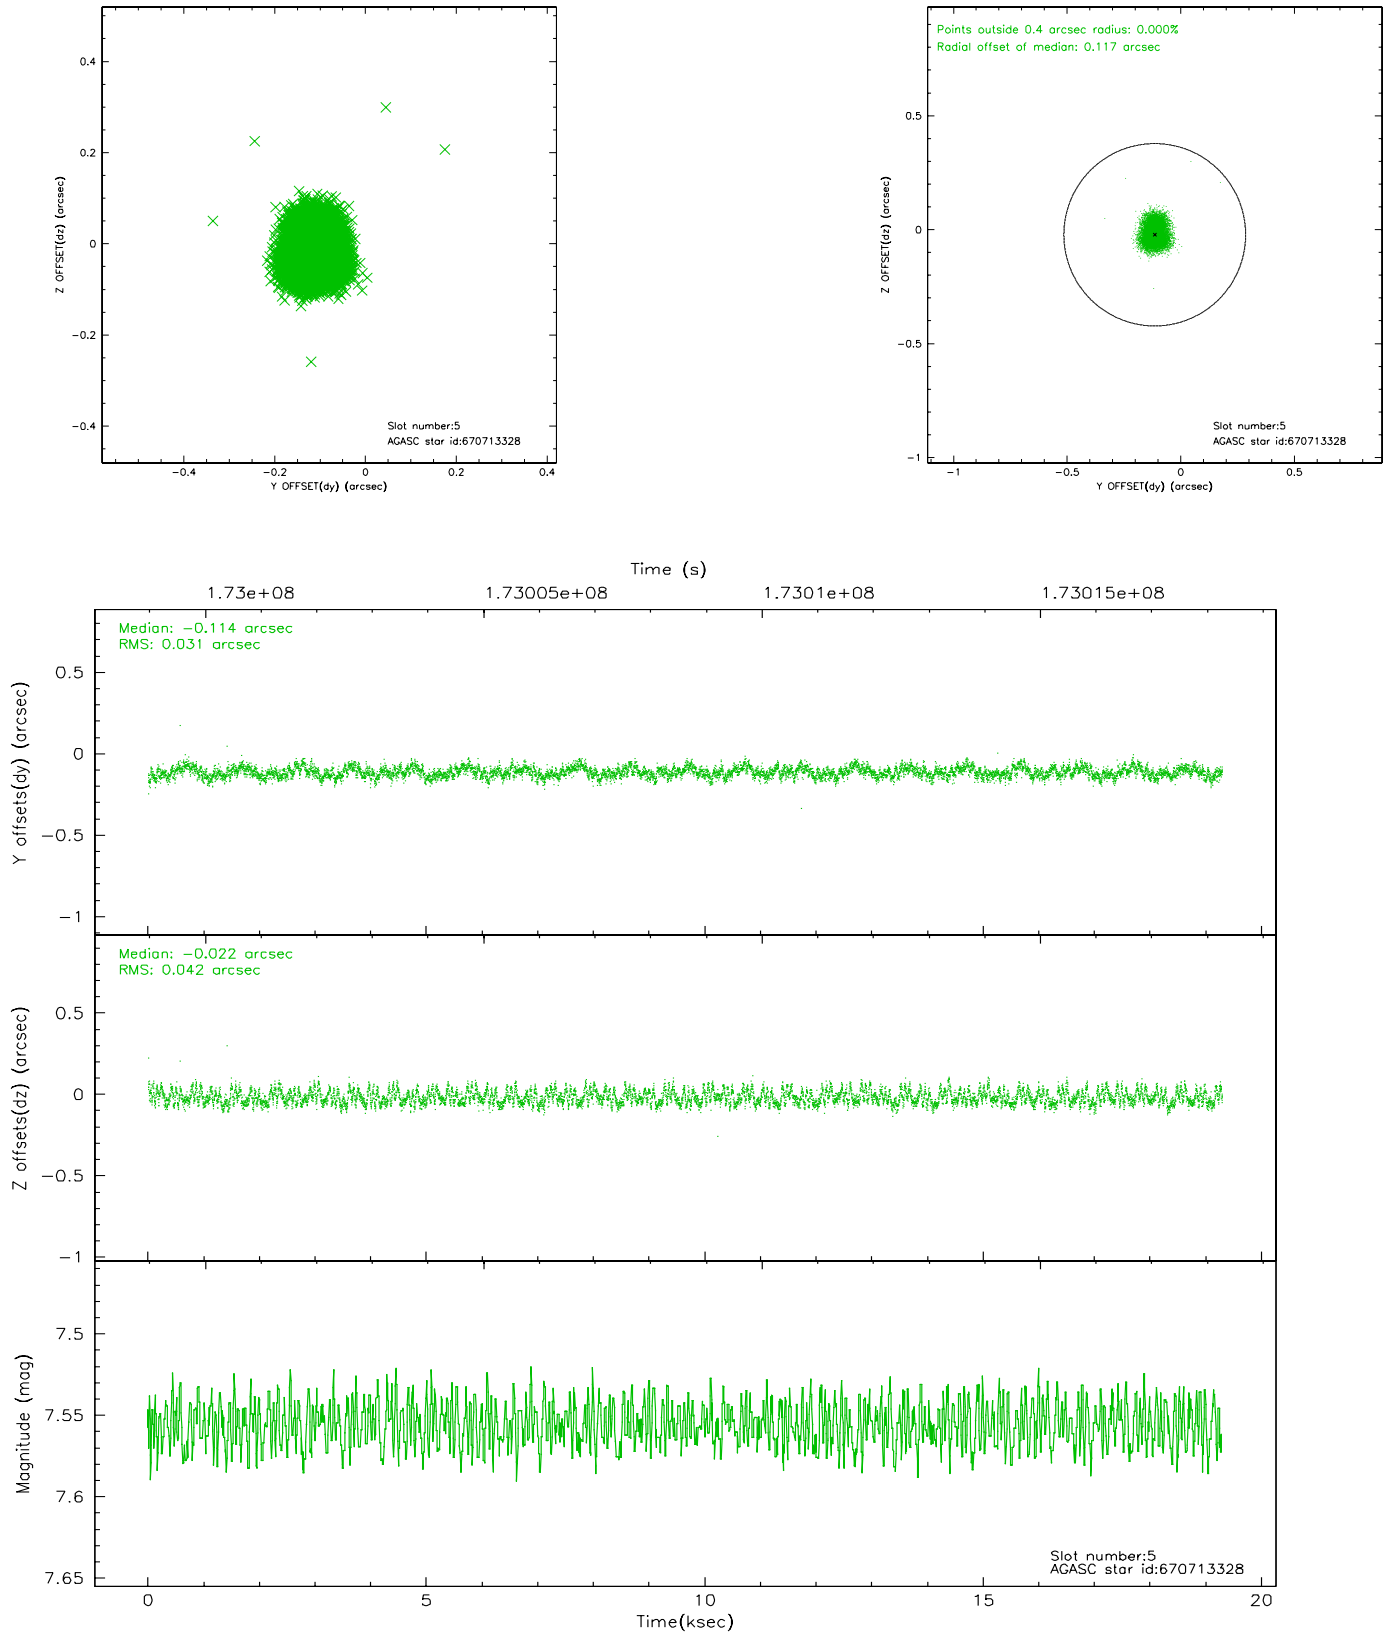 0.4
0.2
0
−0.2
−0.4
Z OFFSET(dz) (arcsec)
−0.4 −0.2 0 0.2 0.4
Y OFFSET(dy) (arcsec)
Slot number:5
AGASC star id:670713328
Points outside 0.4 arcsec radius: 0.000%
Radial offset of median: 0.117 arcsec
0.5
0
−0.5
−1
Z OFFSET(dz) (arcsec)
−1 −0.5 0 0.5
Y OFFSET(dy) (arcsec)
Slot number:5
AGASC star id:670713328
Time (s)
1.73e+08 1.73005e+08 1.7301e+08 1.73015e+08
Median: −0.114 arcsec
RMS: 0.031 arcsec
0.5
0
−0.5
−1
Y offsets(dy) (arcsec)
Median: −0.022 arcsec
RMS: 0.042 arcsec
0.5
0
−0.5
−1
Z offsets(dz) (arcsec)
7.5
7.55
7.6
7.65
Magnitude (mag)
Slot number:5
AGASC star id:670713328
0 5 10 15 20
Time(ksec)